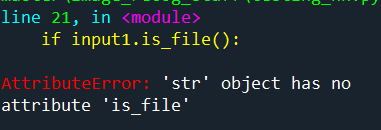 line 21, in <module>
if input1.is_file():
AttributeError: 'str' object has no
attribute 'is_file'